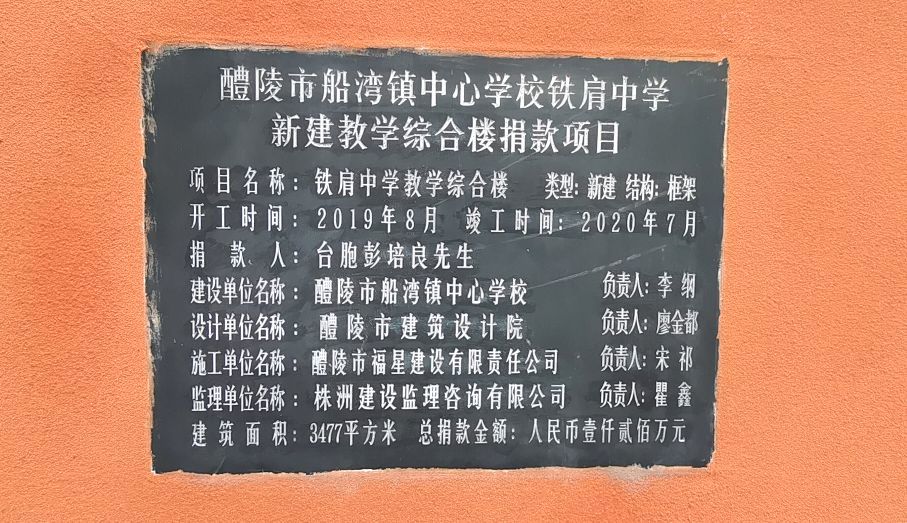 醴陵市船湾镇中心学校铁肩中学
新建教学综合楼捐款项目
项目名称：铁肩中学教学综合楼 类型：新建 结构：框架
开工时间：2019年8月 竣工时间：2020年7月
捐款人：台胞彭培良先生
建设单位名称：醴陵市船湾镇中心学校 负责人：李纲
设计单位名称：醴陵市建筑设计院 负责人：廖金都
施工单位名称：醴陵市福星建设有限责任公司 负责人：宋祁
监理单位名称：株洲建设监理咨询有限公司 负责人：瞿鑫
建筑面积：3477平方米 总捐款金额：人民币壹仟贰佰万元